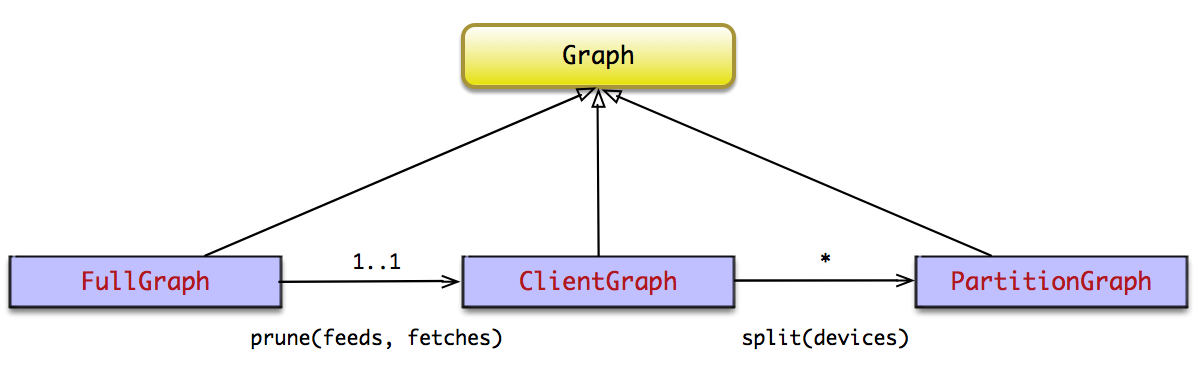 Graph
1..1
*
FullGraph
ClientGraph
PartitionGraph
prune(feeds, fetches)
split(devices)